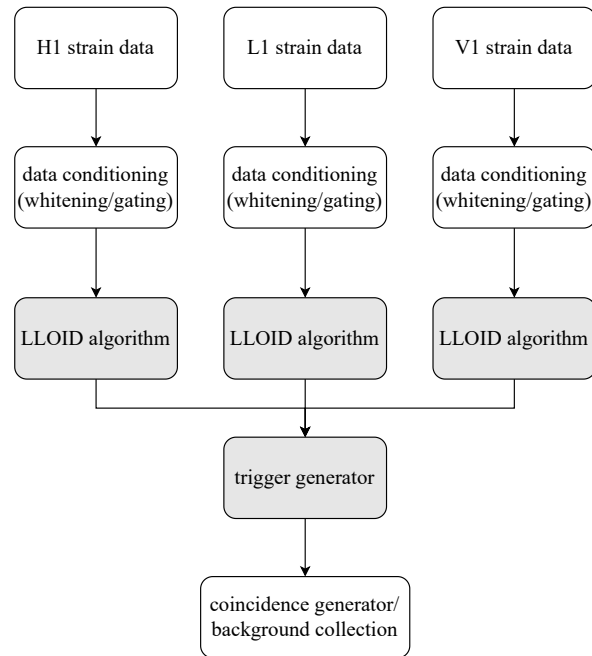 H1 strain data
L1 strain data
V1 strain data
data conditioning
(whitening/gating)
data conditioning
(whitening/gating)
data conditioning
(whitening/gating)
LLOID algorithm
LLOID algorithm
LLOID algorithm
trigger generator
coincidence generator/
background collection